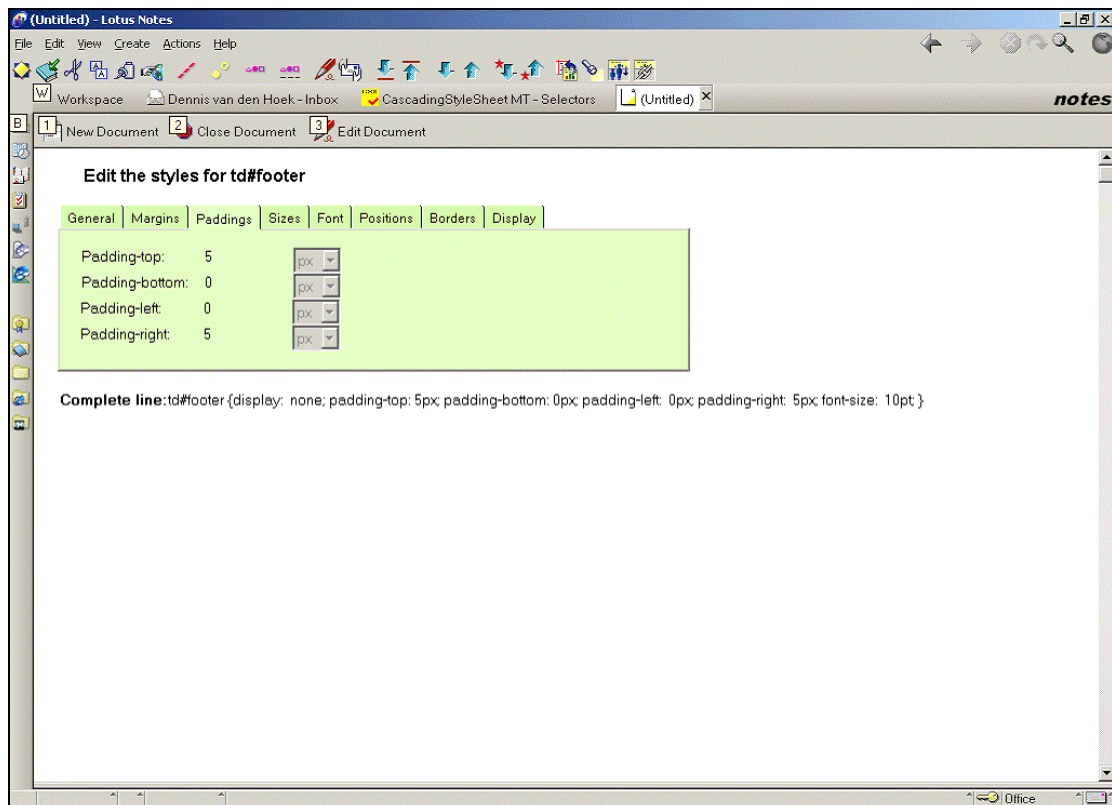 (Untitled) - Lotus Notes
File Edit View Create Actions Help
W Workspace Dennis van den Hoek - Inbox CascadingStyleSheet MT - Selectors (Untitled) notes
B 1 New Document 2 Close Document 3 Edit Document
Edit the styles for td#footer
General Margins Paddings Sizes Font Positions Borders Display
Padding-top: 5 px
Padding-bottom: 0 px
Padding-left: 0 px
Padding-right: 5 px
Complete line:td#footer {display: none; padding-top: 5px; padding-bottom: 0px; padding-left: 0px; padding-right: 5px; font-size: 10pt; }
Office